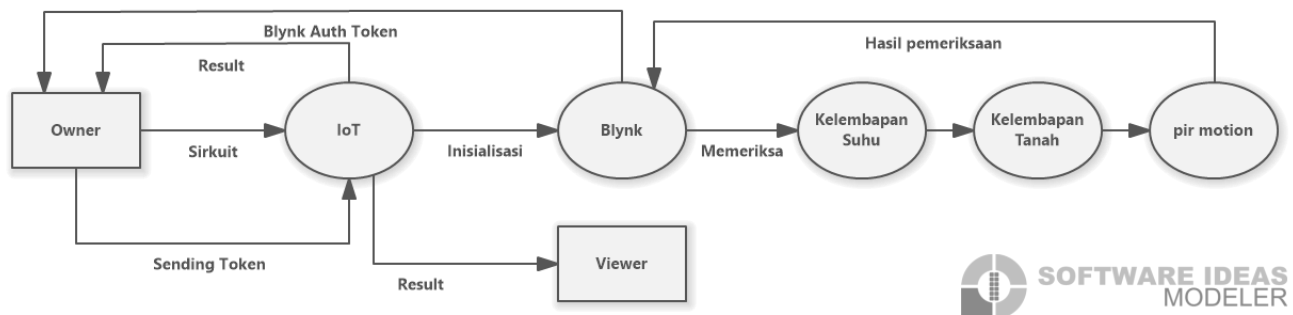 Blynk Auth Token
Hasil pemeriksaan
Result
Owner
Sirkuit
IoT
Inisialisasi
Blynk
Memeriksa
Kelembapan
Suhu
Kelembapan
Tanah
pir motion
Sending Token
Result
Viewer
SOFTWARE IDEAS
MODELER